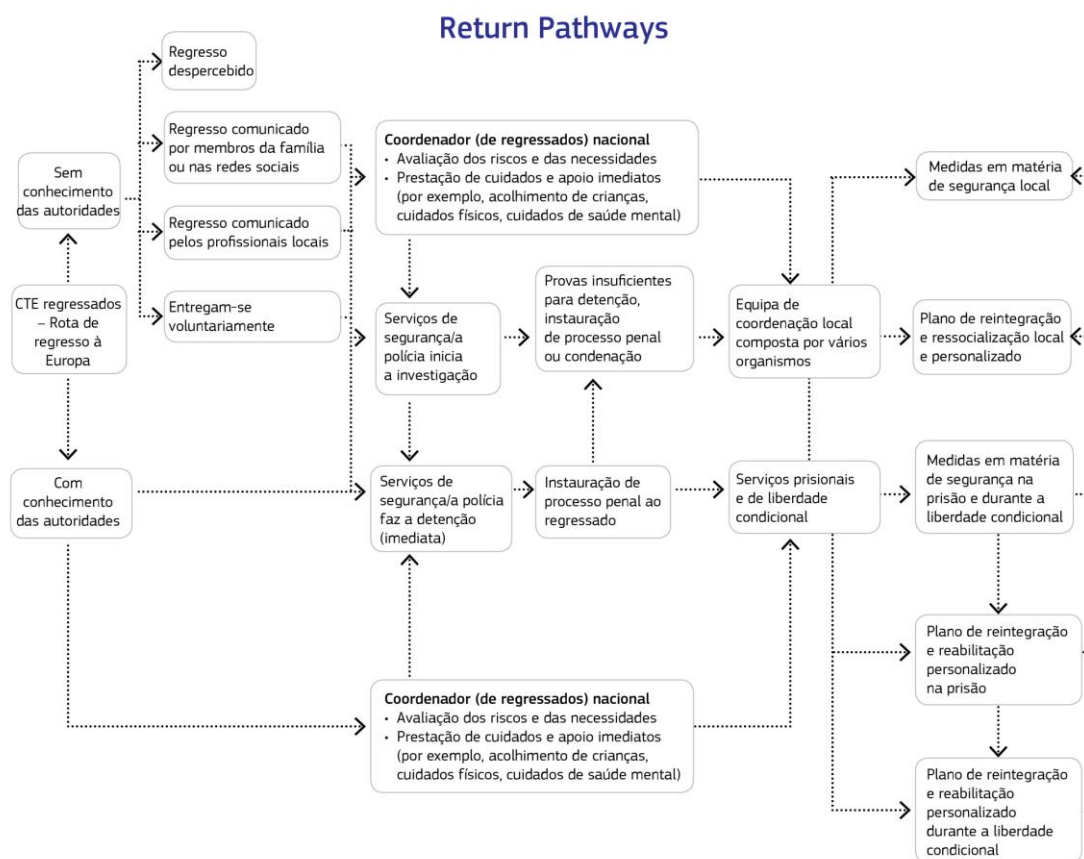 Return Pathways
Regresso
despercebido
Regresso comunicado
por membros da família
ou nas redes sociais
Sem
conhecimento
das autoridades
Regresso comunicado
pelos profissionais locais
CTE regressados
– Rota de
regresso à
Europa
Entregam-se
voluntariamente
Com
conhecimento
das autoridades
Coordenador (de regressados) nacional
• Avaliação dos riscos e das necessidades
• Prestação de cuidados e apoio imediatos
(por exemplo, acolhimento de crianças,
cuidados físicos, cuidados de saúde mental)
Serviços de
segurança/a
polícia inicia
a investigação
Provas insuficientes
para detenção,
instauração
de processo penal
ou condenação
Equipa de
coordenação local
composta por vários
organismos
Medidas em matéria
de segurança local
Plano de reintegração
e ressocialização local
e personalizado
Serviços de
segurança/a polícia
faz a detenção
(imediata)
Instauração de
processo penal ao
regressado
Serviços prisionais
e de liberdade
condicional
Medidas em matéria
de segurança na
prisão e durante a
liberdade condicional
Coordenador (de regressados) nacional
• Avaliação dos riscos e das necessidades
• Prestação de cuidados e apoio imediatos
(por exemplo, acolhimento de crianças,
cuidados físicos, cuidados de saúde mental)
Plano de reintegração
e reabilitação
personalizado
na prisão
Plano de reintegração
e reabilitação
personalizado
durante a liberdade
condicional